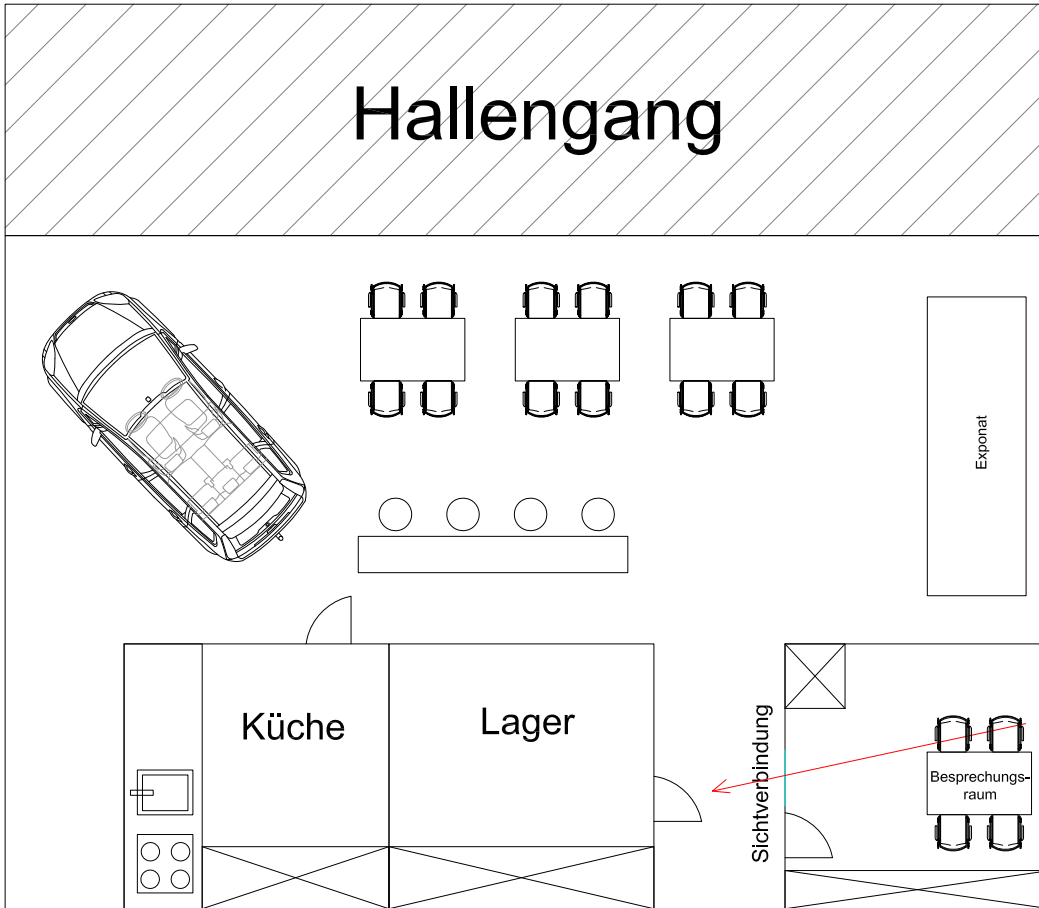 Hallengang
Exponat
Küche
Lager
Sichtverbindung
Besprechungs-
raum